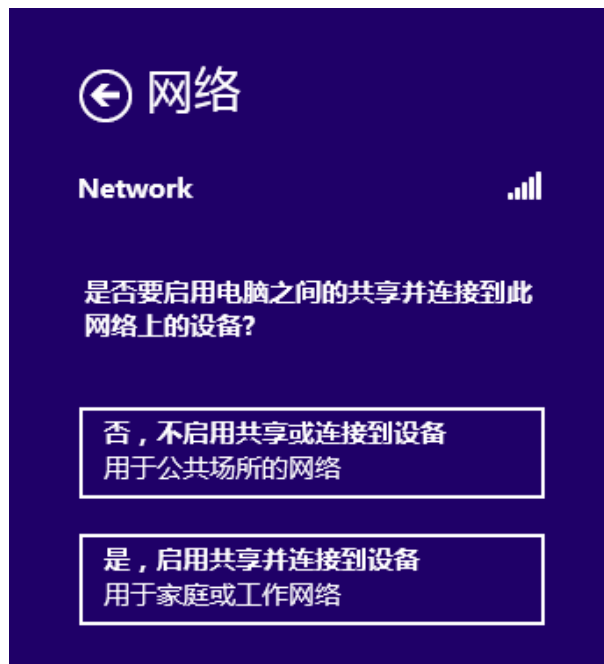 网络
Network
是否要启用电脑之间的共享并连接到此
网络上的设备?
否，不启用共享或连接到设备
用于公共场所的网络
是，启用共享并连接到设备
用于家庭或工作网络